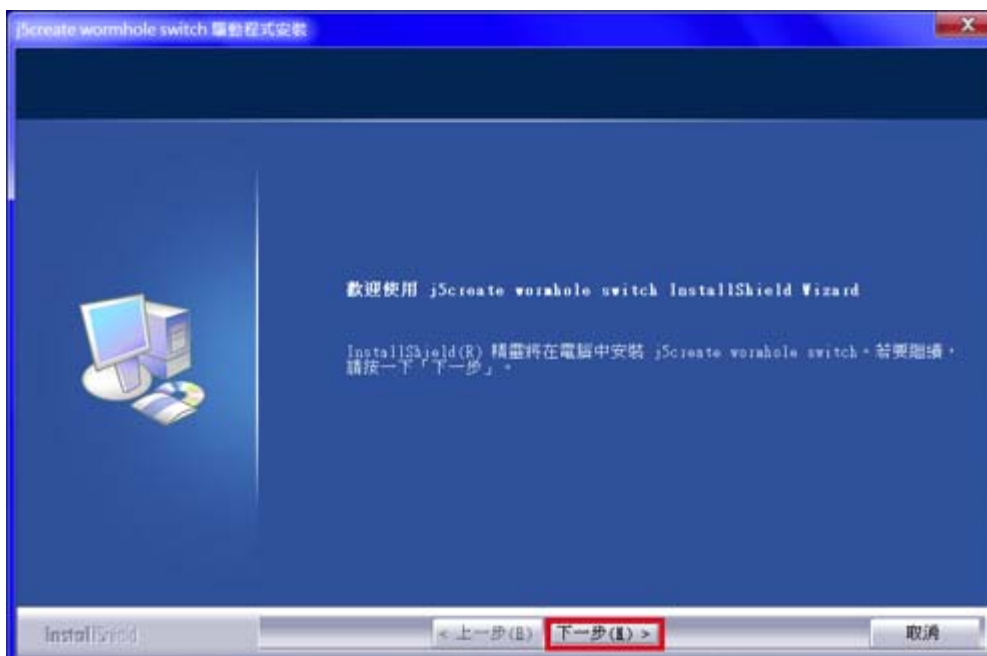 j5create wormhole switch 驅動程式安裝
歡迎使用 j5create wormhole switch InstallShield Wizard
InstallShield(R) 精靈將在電腦中安裝 j5create wormhole switch。若要繼續，
請按一下「下一步」。
InstallShield
< 上一步(B)
下一步(N) >
取消